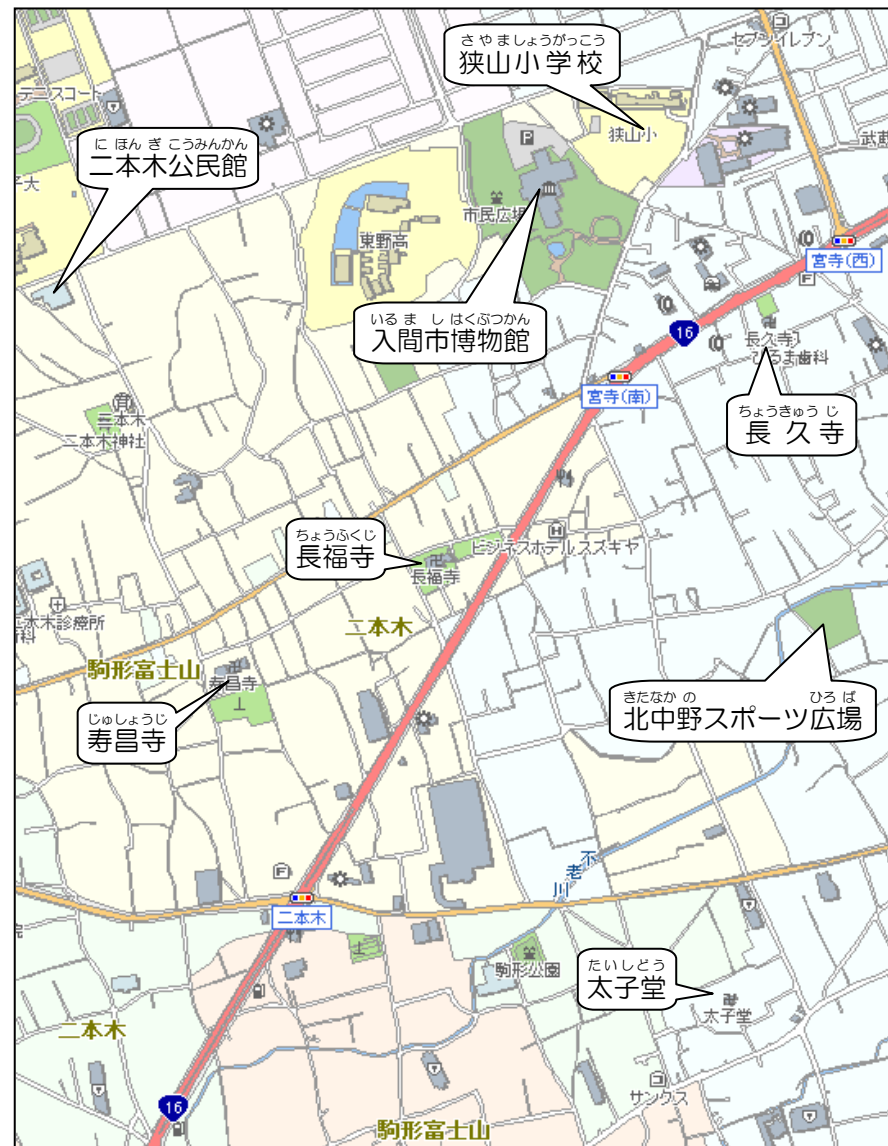 さやましょうがっこう
狭山小学校
セブンイレブン
テニスコート
にほんぎこうみんかん
二本木公民館
狭山小
武蔵
子大
市民広場
東野高
宮寺(西)
いるましはくぶつかん
入間市博物館
16
長久寺
ひるま歯科
宮寺(南)
ちょうきゅうじ
長久寺
三本木
二本木神社
ちょうふくじ
長福寺
ビジネスホテルスズキヤ
長福寺
二本木診療所
歯科
二本木
駒形富士山
寿昌寺
きたなかの ひろば
北中野スポーツ広場
じゅしょうじ
寿昌寺
不老川
二本木
駒形公園
たいしどう
太子堂
太子堂
院
二本木
サンクス
16
駒形富士山